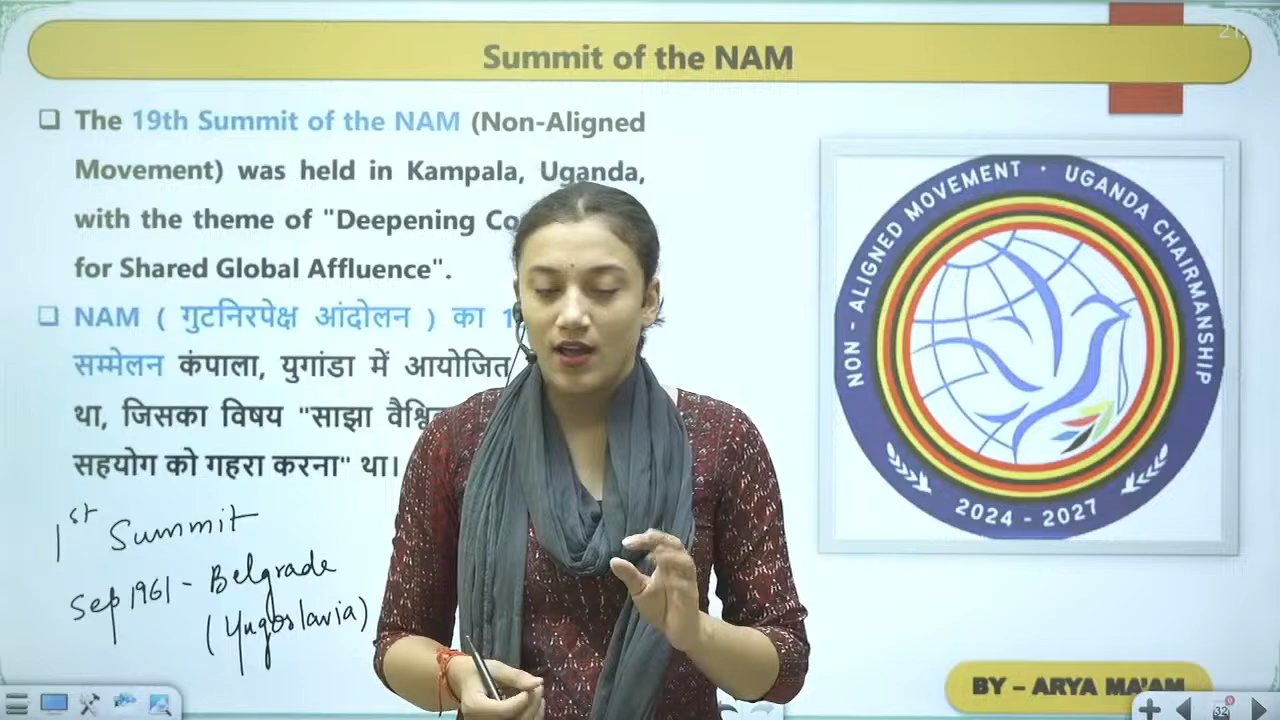 Summit of the NAM
❑ The 19th Summit of the NAM (Non-Aligned
Movement) was held in Kampala, Uganda,
with the theme of "Deepening Co
for Shared Global Affluence".
❑ NAM ( गुटनिरपेक्ष आंदोलन ) का 1
सम्मेलन कंपाला, युगांडा में आयोजित
था, जिसका विषय "साझा
सहयोग को गहरा करना" था।
1st Summit
Sep 1961 - Belgrade
(Yugoslavia)
NON - ALIGNED MOVEMENT · UGANDA CHAIRMANSHIP
2024 - 2027
BY – ARYA MA'AM
32